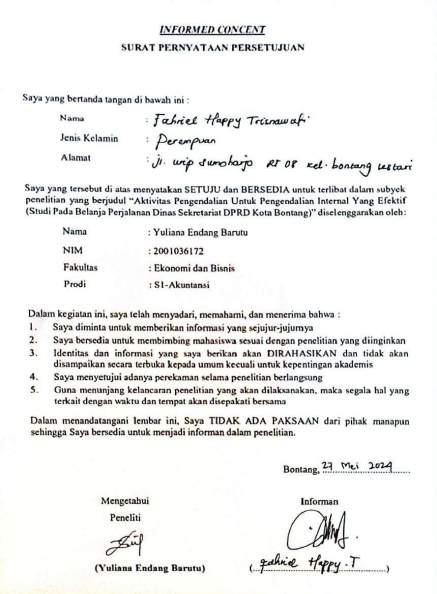 INFORMED CONCENT
SURAT PERNYATAAN PERSETUJUAN
Saya yang bertanda tangan di bawah ini :
Nama : Fahriel Happy
Jenis Kelamin : Perempuan
Alamat : Jl. urip sumoharjo RT 08 kel. bontang lestari
Saya yang tersebut di atas menyatakan SETUJU dan BERSEDIA untuk terlibat dalam subyek
penelitian yang berjudul "Aktivitas Pengendalian Untuk Pengendalian Internal Yang Efektif
(Studi Pada Belanja Perjalanan Dinas Sekretariat DPRD Kota Bontang)" diselenggarakan oleh:
Nama : Yuliana Endang Barutu
NIM : 2001036172
Fakultas : Ekonomi dan Bisnis
Prodi : S1-Akuntansi
Dalam kegiatan ini, saya telah menyadari, memahami, dan menerima bahwa :
1. Saya diminta untuk memberikan informasi yang sejujur-jujurnya
2. Saya bersedia untuk membimbing mahasiswa sesuai dengan penelitian yang diinginkan
3. Identitas dan informasi yang saya berikan akan DIRAHASIKAN dan tidak akan
disampaikan secara terbuka kepada umum kecuali untuk kepentingan academis
4. Saya menyetujui adanya perekaman selama penelitian berlangsung
5. Guna menunjang kelancaran penelitian yang akan dilaksanakan, maka segala hal yang
terkait dengan waktu dan tempat akan disepakati bersama
Dalam menandatangani lembar ini, Saya TIDAK ADA PAKSAAN dari pihak manapun
sehingga Saya bersedia untuk menjadi informan dalam penelitian.
Bontang, 27 Mei 2024
Mengetahui Informan
Peneliti
(Yuliana Endang Barutu) (Fahriel Happy . T)